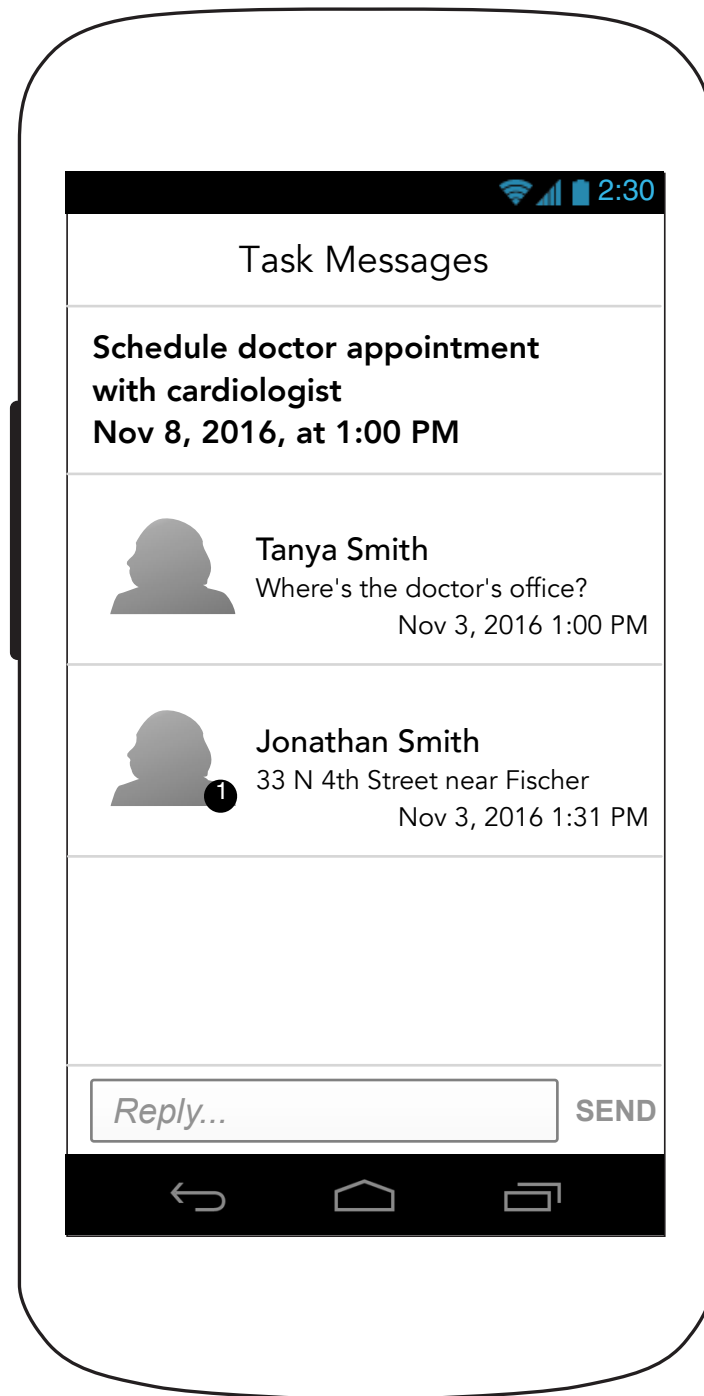 2:30
Task Messages
Schedule doctor appointment
with cardiologist
Nov 8, 2016, at 1:00 PM
Tanya Smith
Where's the doctor's office?
Nov 3, 2016 1:00 PM
Jonathan Smith
1
33 N 4th Street near Fischer
Nov 3, 2016 1:31 PM
Reply...
SEND